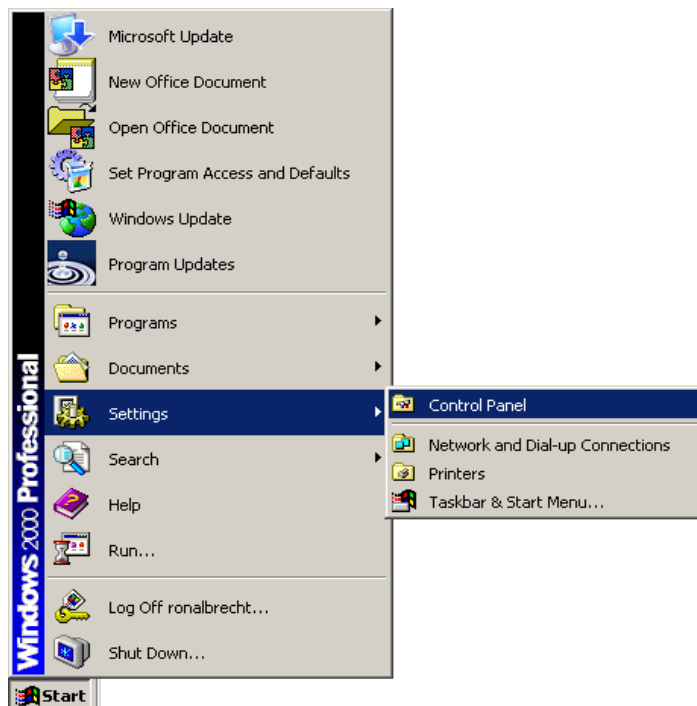 Microsoft Update
New Office Document
Open Office Document
Set Program Access and Defaults
Windows Update
Program Updates
Programs
Documents
Settings
Search
Help
Run...
Log Off ronalbrecht...
Shut Down...
Windows 2000 Professional
Control Panel
Network and Dial-up Connections
Printers
Taskbar & Start Menu...
Start